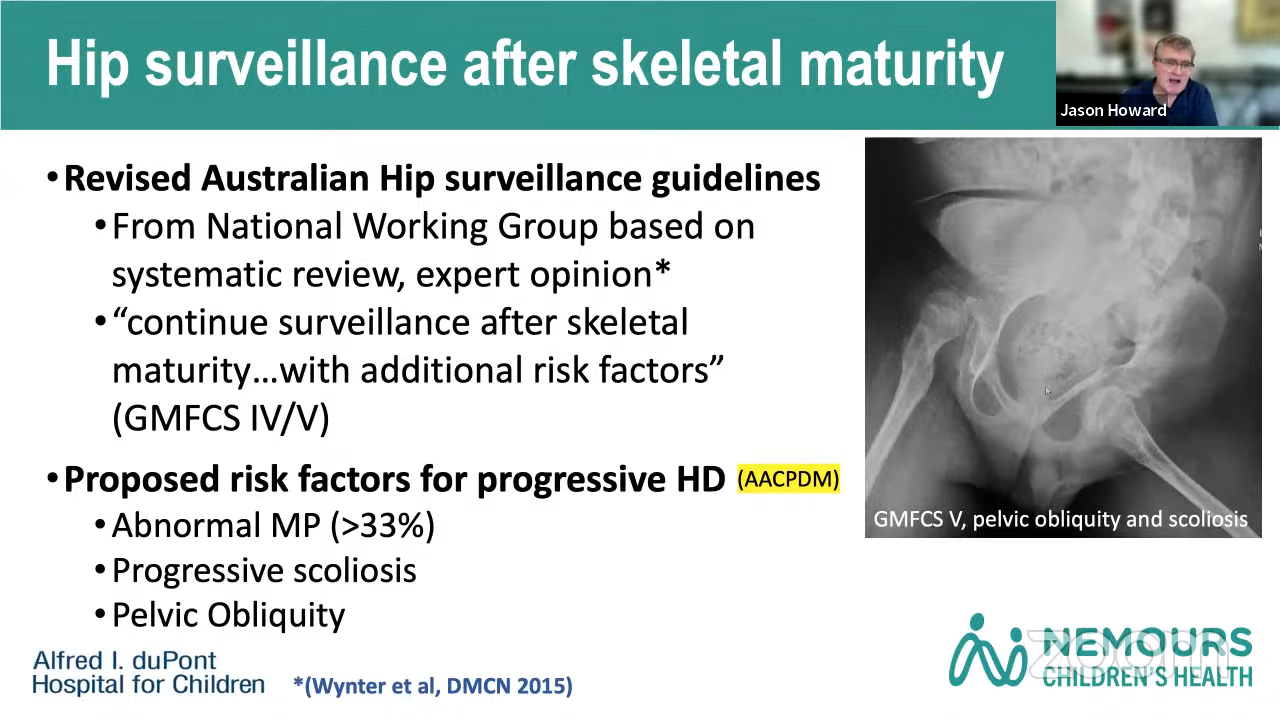 Hip surveillance after skeletal maturity
Jason Howard
•Revised Australian Hip surveillance guidelines
•From National Working Group based on
systematic review, expert opinion*
•“continue surveillance after skeletal
maturity…with additional risk factors”
(GMFCS IV/V)
•Proposed risk factors for progressive HD (AACPDM)
•Abnormal MP (>33%)
•Progressive scoliosis
•Pelvic Obliquity
GMFCS V, pelvic obliquity and scoliosis
Alfred I. duPont
Hospital for Children
*(Wynter et al, DMCN 2015)
NEMOURS
CHILDREN'S HEALTH
zoom